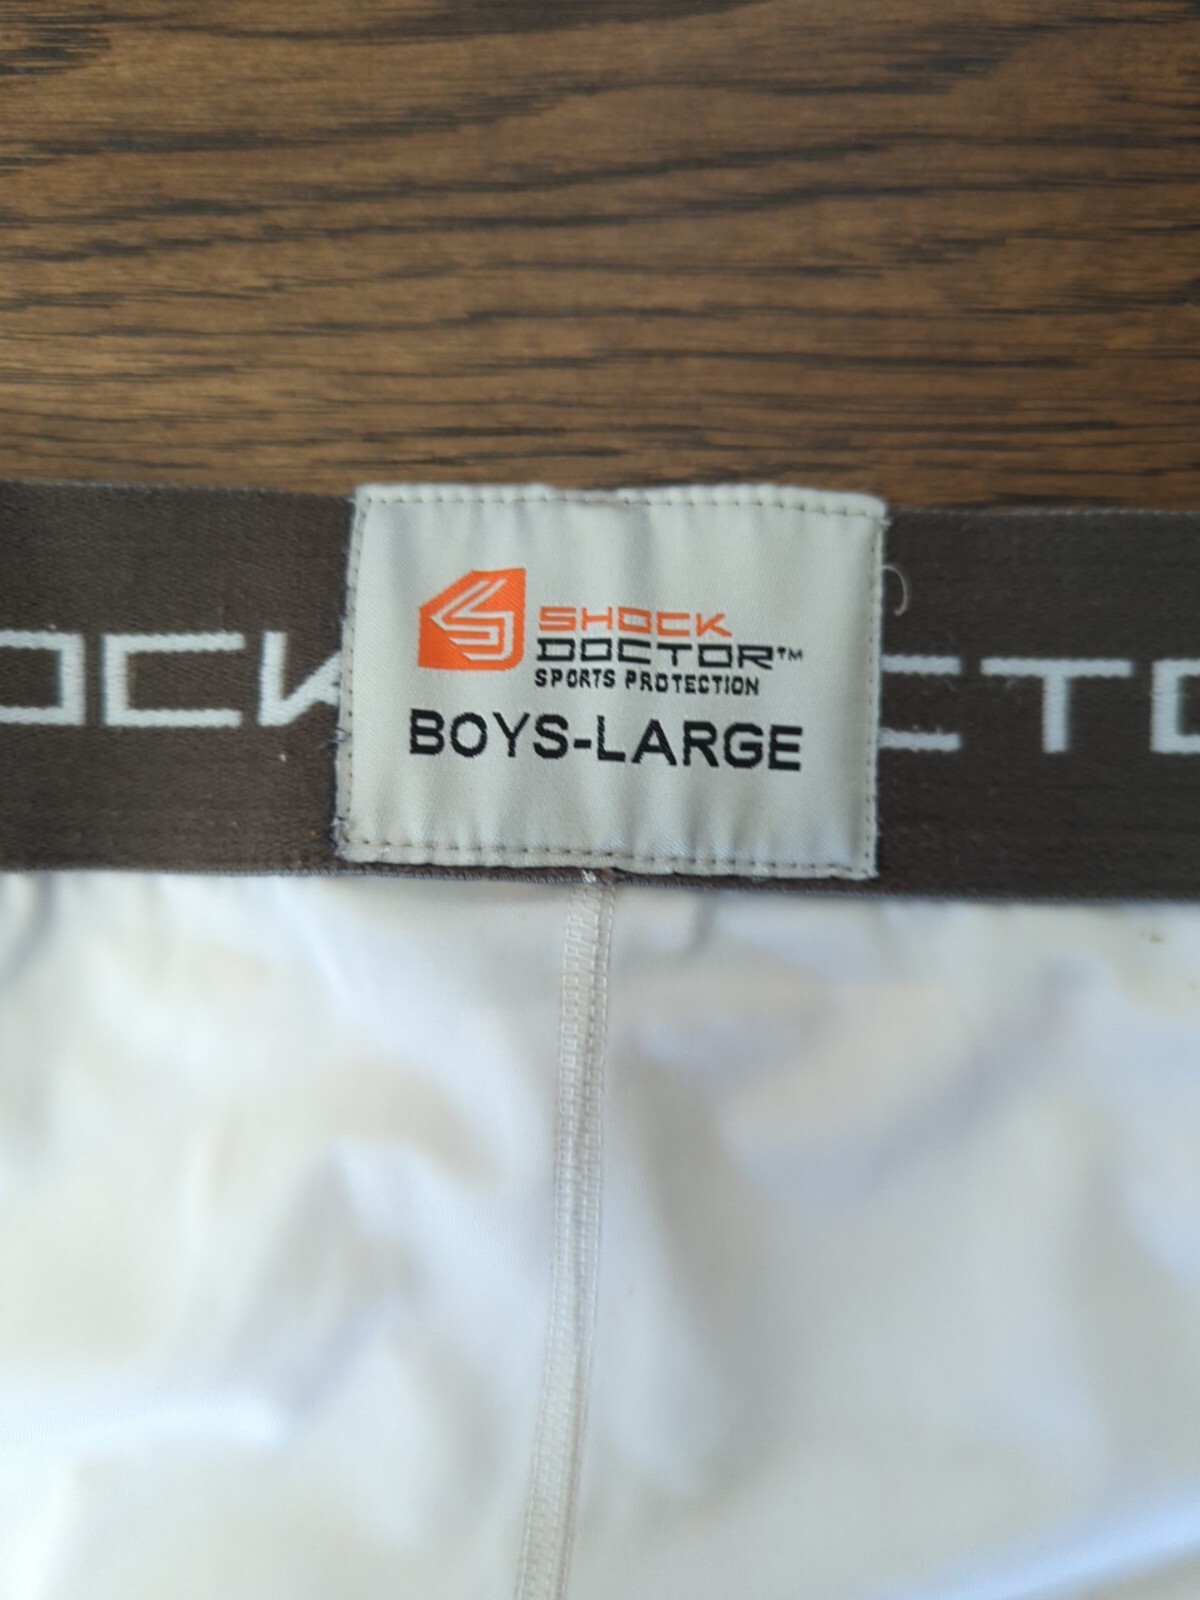 SHOCK
DOCTOR™
SPORTS PROTECTION
BOYS-LARGE